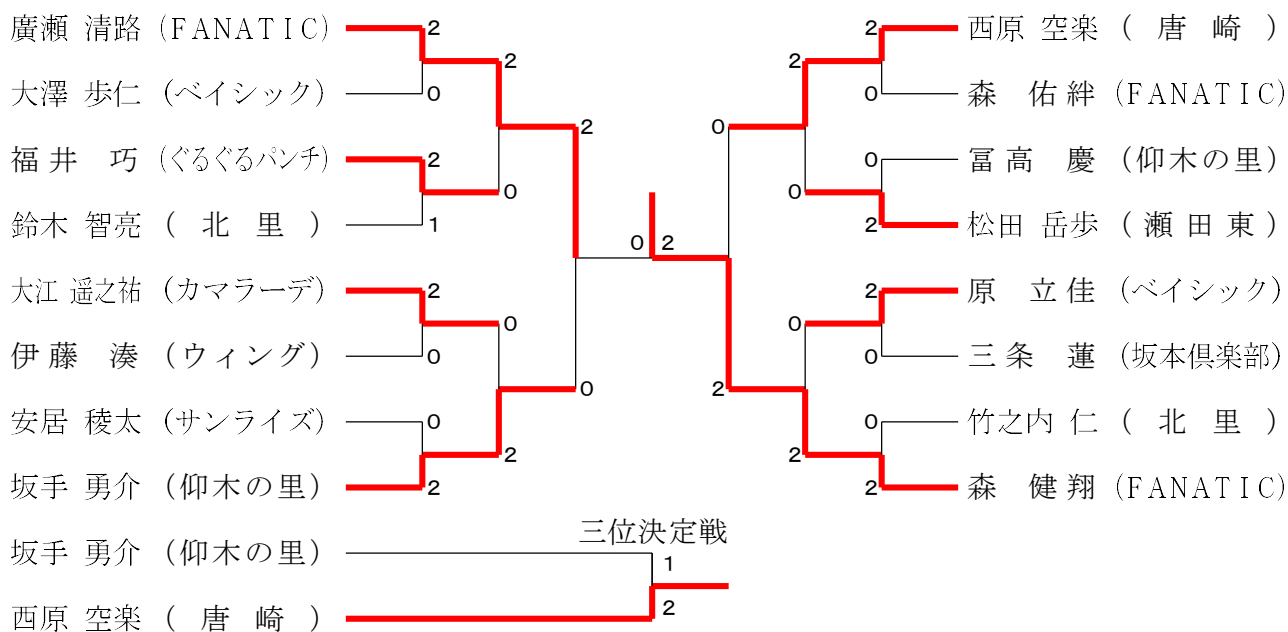 廣瀬 清路 (FANATIC)
2
2
大澤 歩仁 (ベイシック)
0
2
福井 巧 (ぐるぐるパンチ)
2
0
鈴木 智亮 ( 北 里 )
1
大江 遥之祐 (カマラーデ)
2
0
伊藤 湊 (ウィング)
0
0
安居 稜太 (サンライズ)
0
2
坂手 勇介 (仰木の里)
2
0 2
2 西原 空楽 ( 唐 崎 )
2
0 森 佑絆 (FANATIC)
0
0 冨高 慶 (仰木の里)
0
2 松田 岳歩 ( 瀬 田 東 )
2 原 立佳 (ベイシック)
0
0 三条 蓮 (坂本倶楽部)
2
0 竹之内 仁 ( 北 里 )
2
2 森 健翔 (FANATIC)
三位決定戦
坂手 勇介 (仰木の里)
1
2
西原 空楽 ( 唐 崎 )